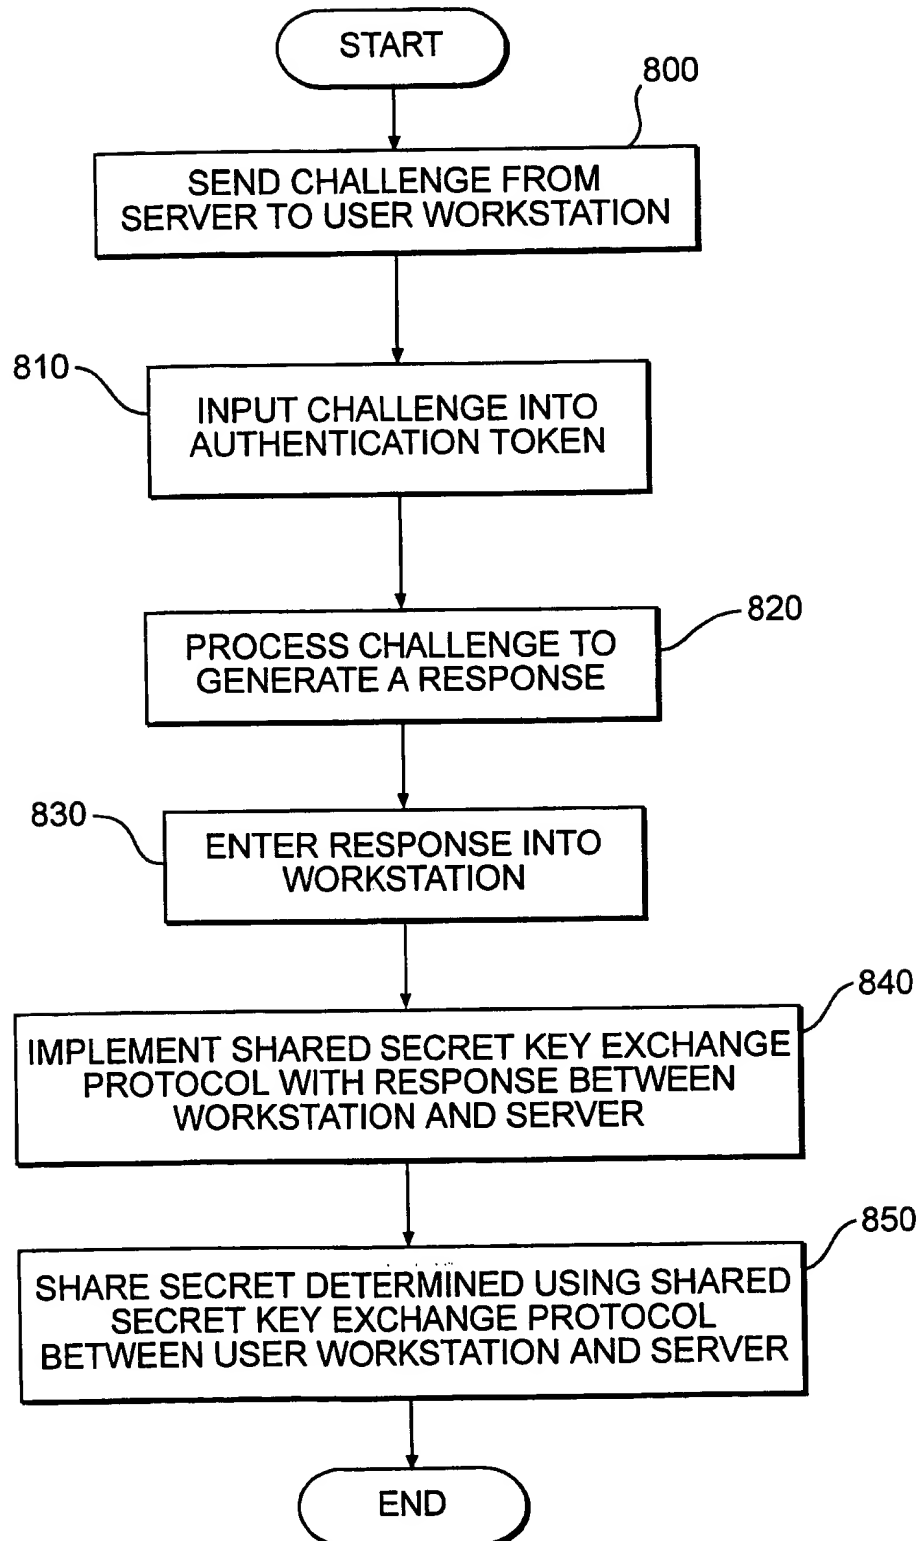 START
800
SEND CHALLENGE FROM
SERVER TO USER WORKSTATION
810
INPUT CHALLENGE INTO
AUTHENTICATION TOKEN
820
PROCESS CHALLENGE TO
GENERATE A RESPONSE
830
ENTER RESPONSE INTO
WORKSTATION
840
IMPLEMENT SHARED SECRET KEY EXCHANGE
PROTOCOL WITH RESPONSE BETWEEN
WORKSTATION AND SERVER
850
SHARE SECRET DETERMINED USING SHARED
SECRET KEY EXCHANGE PROTOCOL
BETWEEN USER WORKSTATION AND SERVER
END